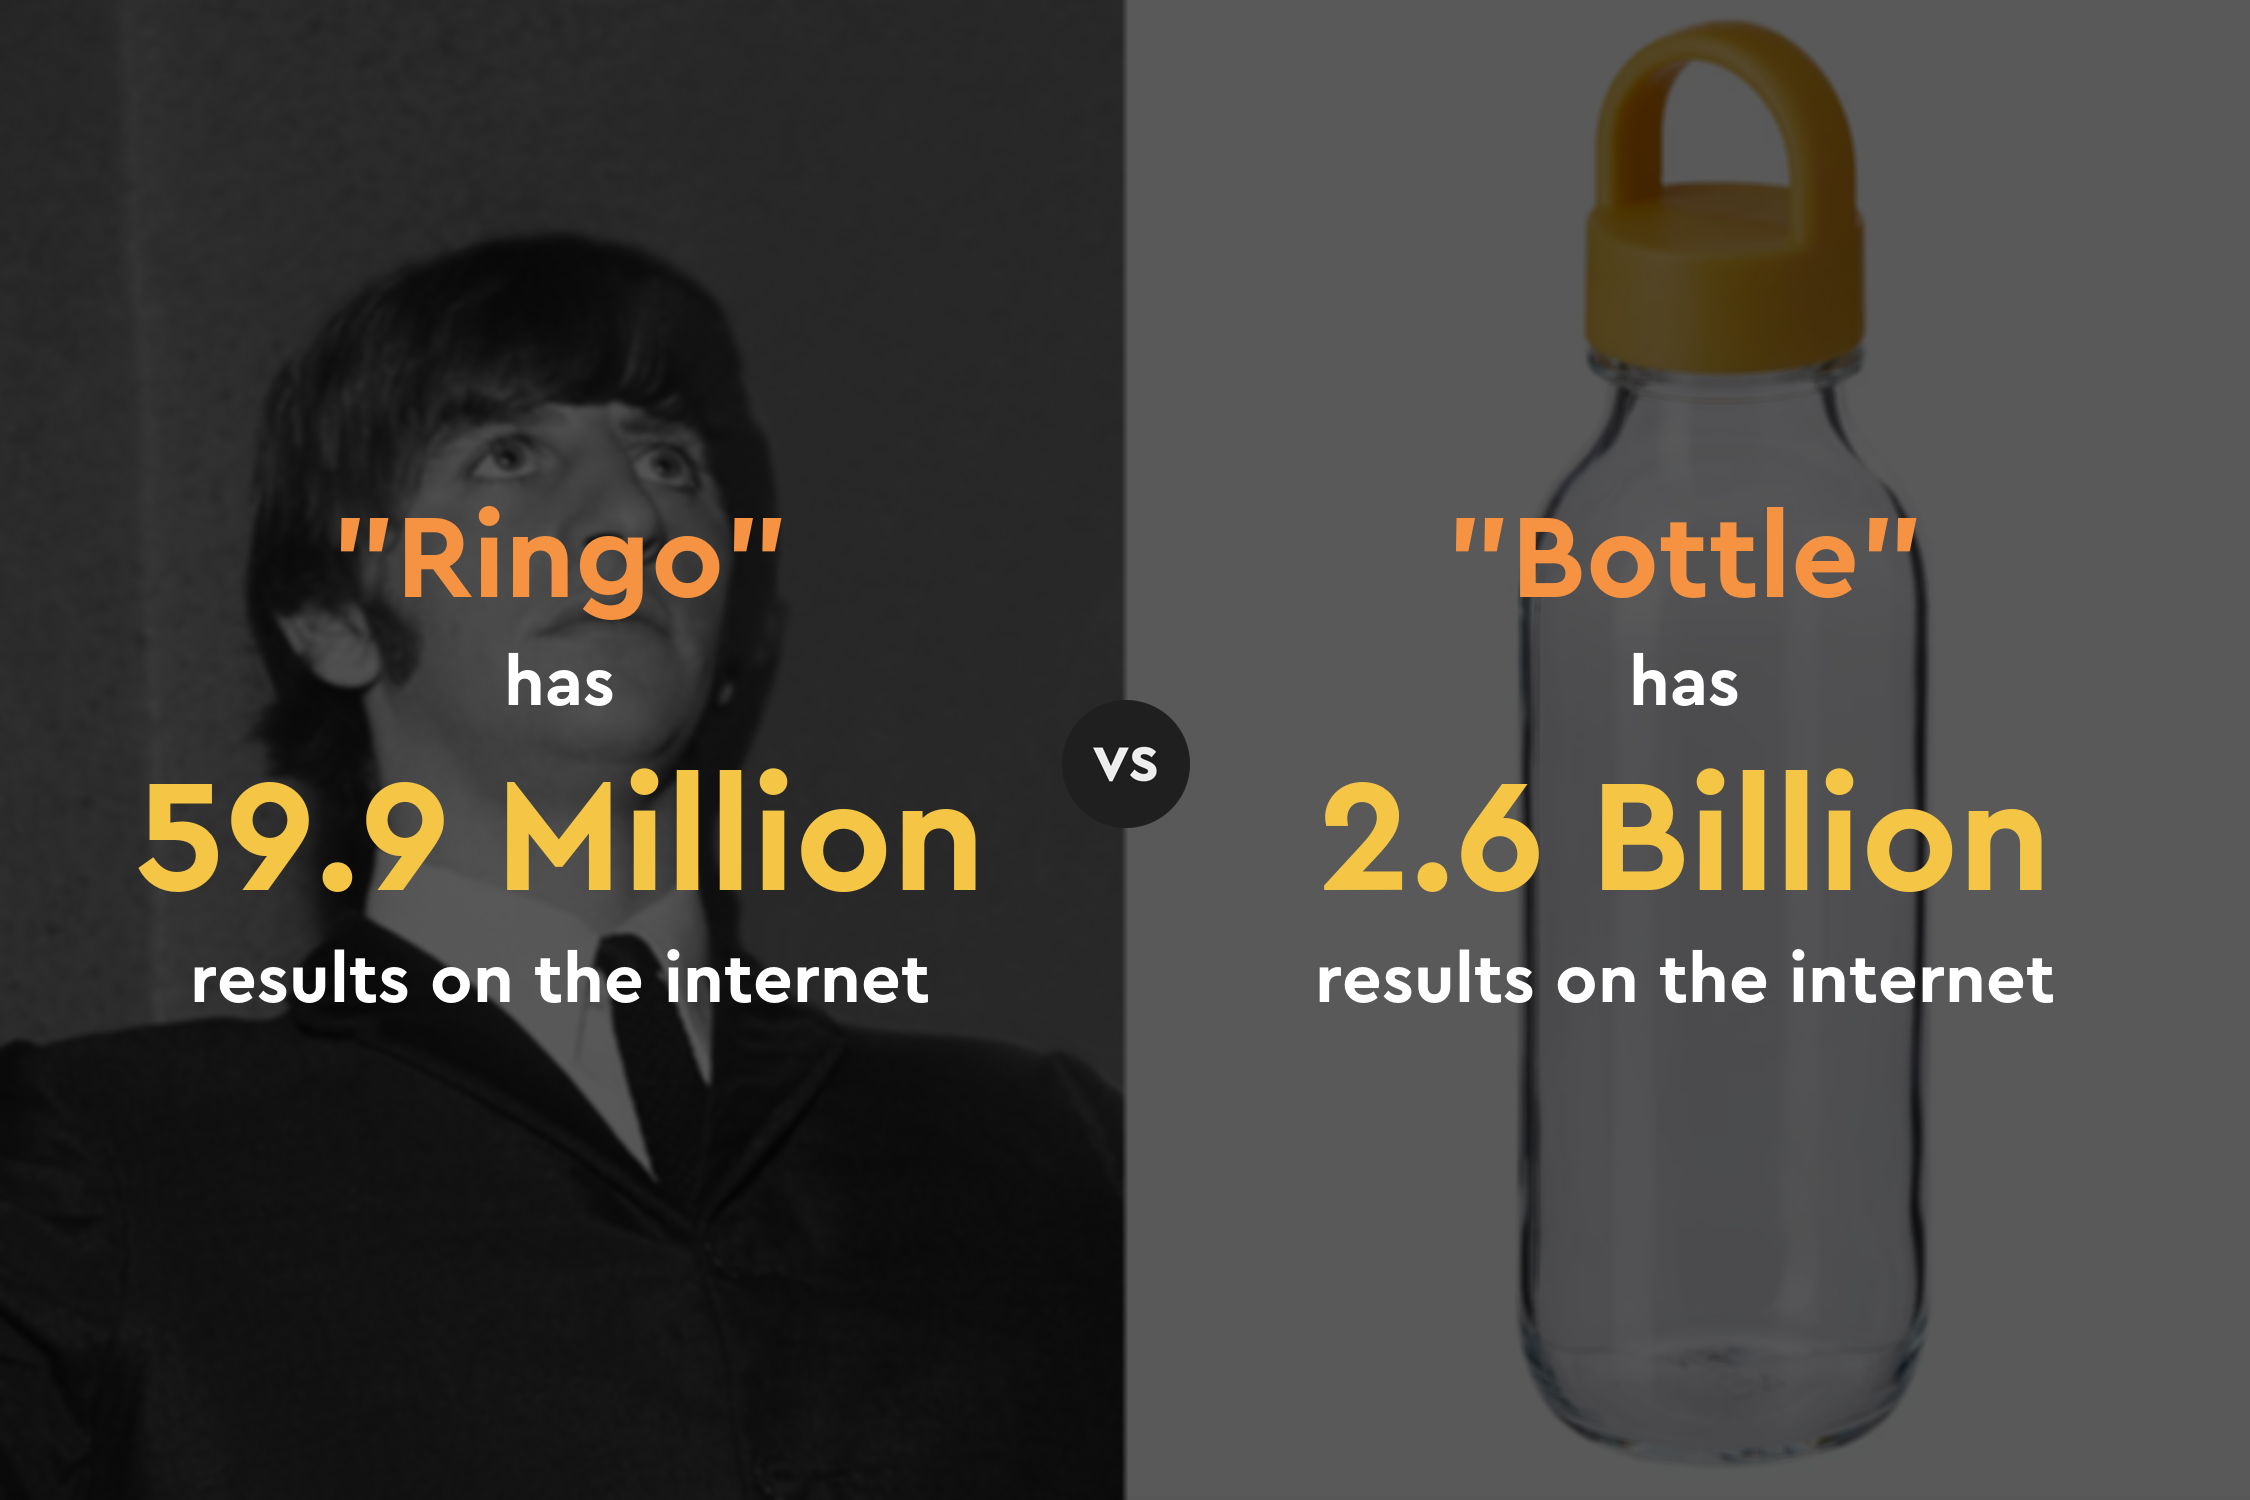 "Ringo"
has
59.9 Million
results on the internet
vs
"Bottle"
has
2.6 Billion
results on the internet